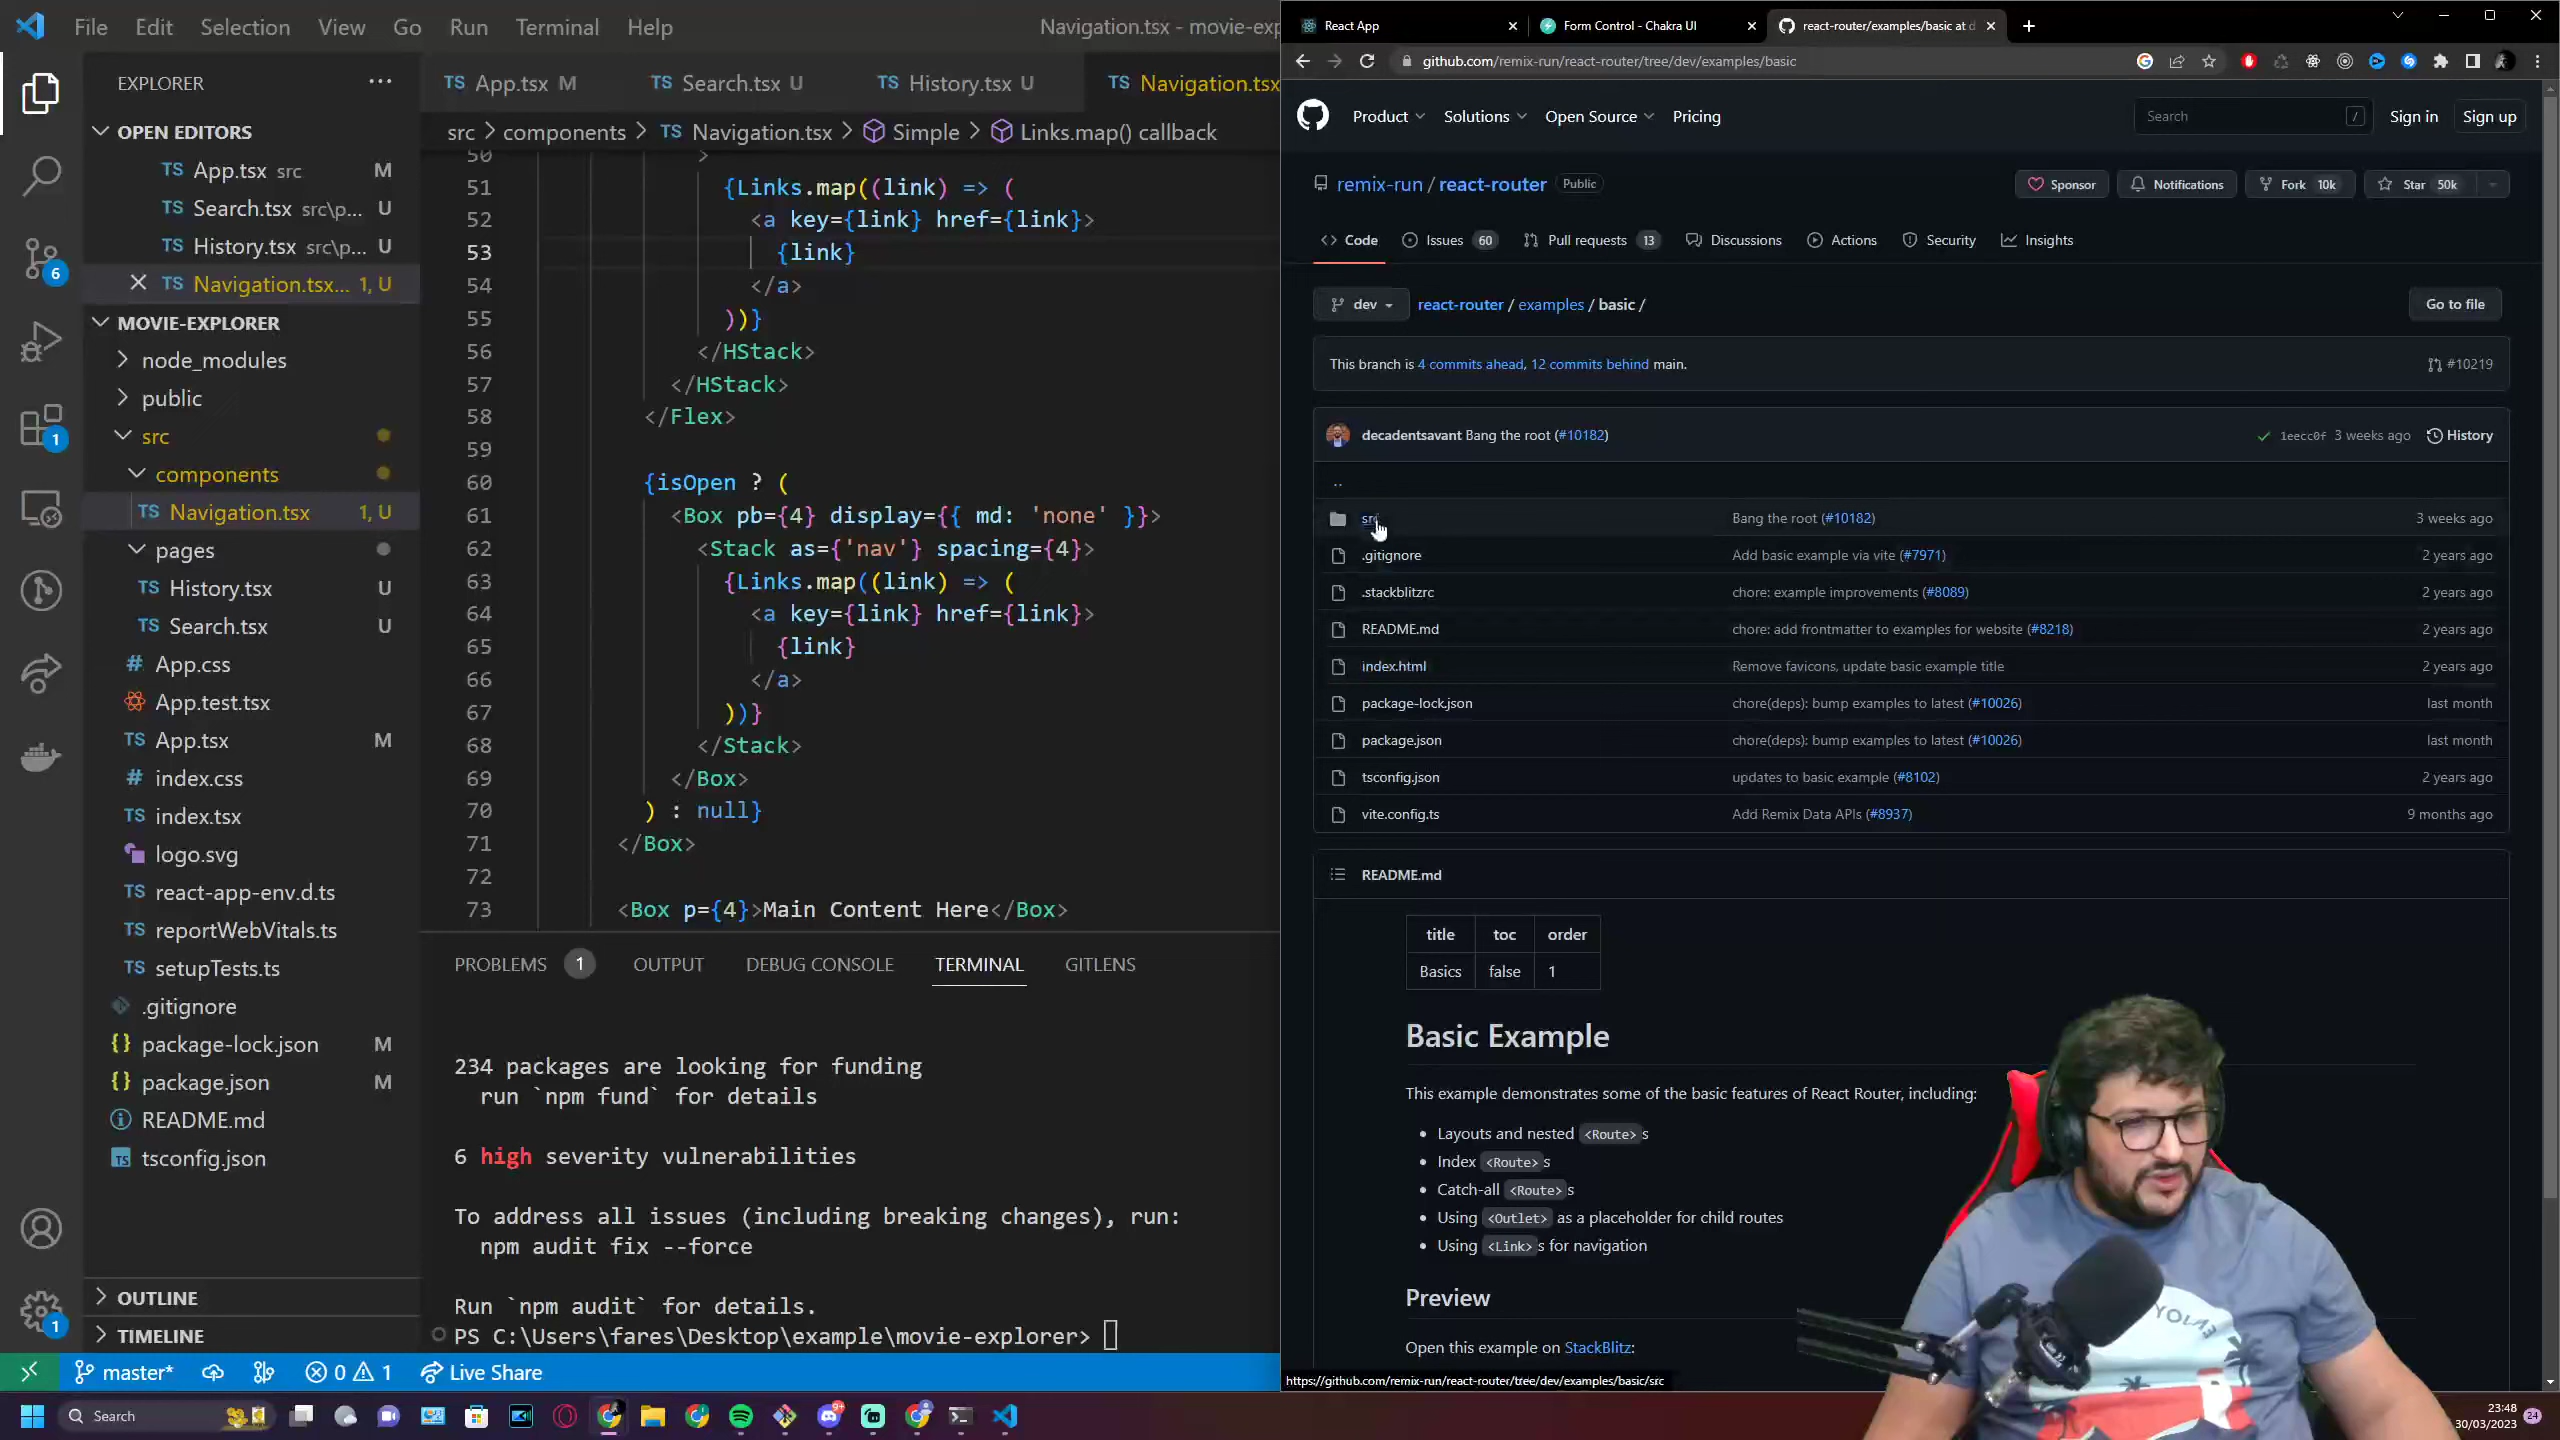 File Edit Selection View Go Run Terminal Help
Navigation.tsx - movie-exp
EXPLORER
OPEN EDITORS
TS App.tsx src M
TS Search.tsx src\p... U
TS History.tsx src\p... U
TS Navigation.tsx... 1, U
MOVIE-EXPLORER
node_modules
public
src
components
TS Navigation.tsx 1, U
pages
TS History.tsx U
TS Search.tsx U
# App.css
App.test.tsx
TS App.tsx M
# index.css
TS index.tsx
logo.svg
TS react-app-env.d.ts
TS reportWebVitals.ts
TS setupTests.ts
.gitignore
{} package-lock.json M
{} package.json M
README.md
TS tsconfig.json
OUTLINE
TIMELINE
6
1
1
TS App.tsx M TS Search.tsx U TS History.tsx U TS Navigation.tsx
src > components > TS Navigation.tsx > Simple > Links.map() callback
50 >
51 {Links.map((link) => (
52 <a key={link} href={link}>
53 {link}
54 </a>
55 ))}
56 </HStack>
57 </HStack>
58 </Flex>
59
60 {isOpen ? (
61 <Box pb={4} display={{ md: 'none' }}>
62 <Stack as={'nav'} spacing={4}>
63 {Links.map((link) => (
64 <a key={link} href={link}>
65 {link}
66 </a>
67 ))}
68 </Stack>
69 </Box>
70 ) : null}
71 </Box>
72
73 <Box p={4}>Main Content Here</Box>
PROBLEMS 1 OUTPUT DEBUG CONSOLE TERMINAL GITLENS
234 packages are looking for funding
run `npm fund` for details
6 high severity vulnerabilities
To address all issues (including breaking changes), run:
npm audit fix --force
Run `npm audit` for details.
PS C:\Users\fares\Desktop\example\movie-explorer>
master* 0 1 Live Share
React App Form Control - Chakra UI react-router/examples/basic at d
github.com/remix-run/react-router/tree/dev/examples/basic
Product Solutions Open Source Pricing Search / Sign in Sign up
remix-run / react-router Public Sponsor Notifications Fork 10k Star 50k
Code Issues 60 Pull requests 13 Discussions Actions Security Insights
dev react-router / examples / basic / Go to file
This branch is 4 commits ahead, 12 commits behind main. #10219
decadentsavant Bang the root (#10182) 1eecc0f 3 weeks ago History
..
src Bang the root (#10182) 3 weeks ago
.gitignore Add basic example via vite (#7971) 2 years ago
.stackblitzrc chore: example improvements (#8089) 2 years ago
README.md chore: add frontmatter to examples for website (#8218) 2 years ago
index.html Remove favicons, update basic example title 2 years ago
package-lock.json chore(deps): bump examples to latest (#10026) last month
package.json chore(deps): bump examples to latest (#10026) last month
tsconfig.json updates to basic example (#8102) 2 years ago
vite.config.ts Add Remix Data APIs (#8937) 9 months ago
README.md
title toc order
Basics false 1
Basic Example
This example demonstrates some of the basic features of React Router, including:
Layouts and nested <Route>s
Index <Route>s
Catch-all <Route>s
Using <Outlet> as a placeholder for child routes
Using <Link>s for navigation
Preview
Open this example on StackBlitz:
https://github.com/remix-run/react-router/tree/dev/examples/basic/src
Search
23:48
30/03/2023
24